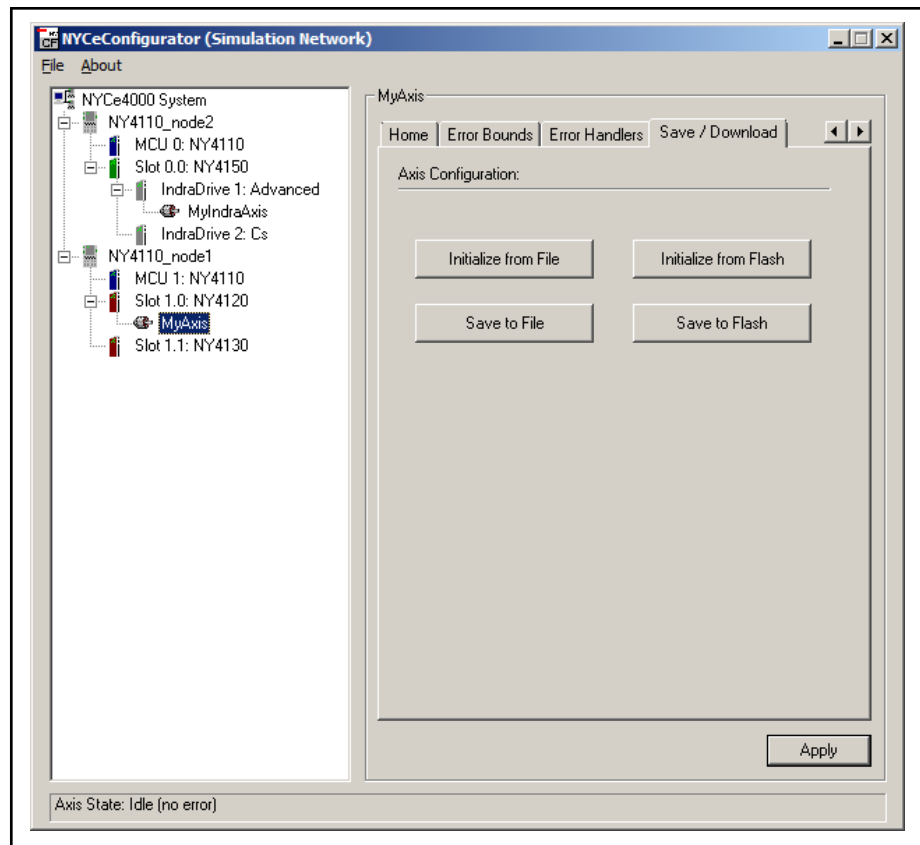 NYCeConfigurator (Simulation Network)
File About
NYCe4000 System
NY4110_node2
MCU 0: NY4110
Slot 0.0: NY4150
IndraDrive 1: Advanced
MyIndraAxis
IndraDrive 2: Cs
NY4110_node1
MCU 1: NY4110
Slot 1.0: NY4120
MyAxis
Slot 1.1: NY4130
MyAxis
Home Error Bounds Error Handlers Save / Download
Axis Configuration:
Initialize from File Initialize from Flash
Save to File Save to Flash
Apply
Axis State: Idle (no error)